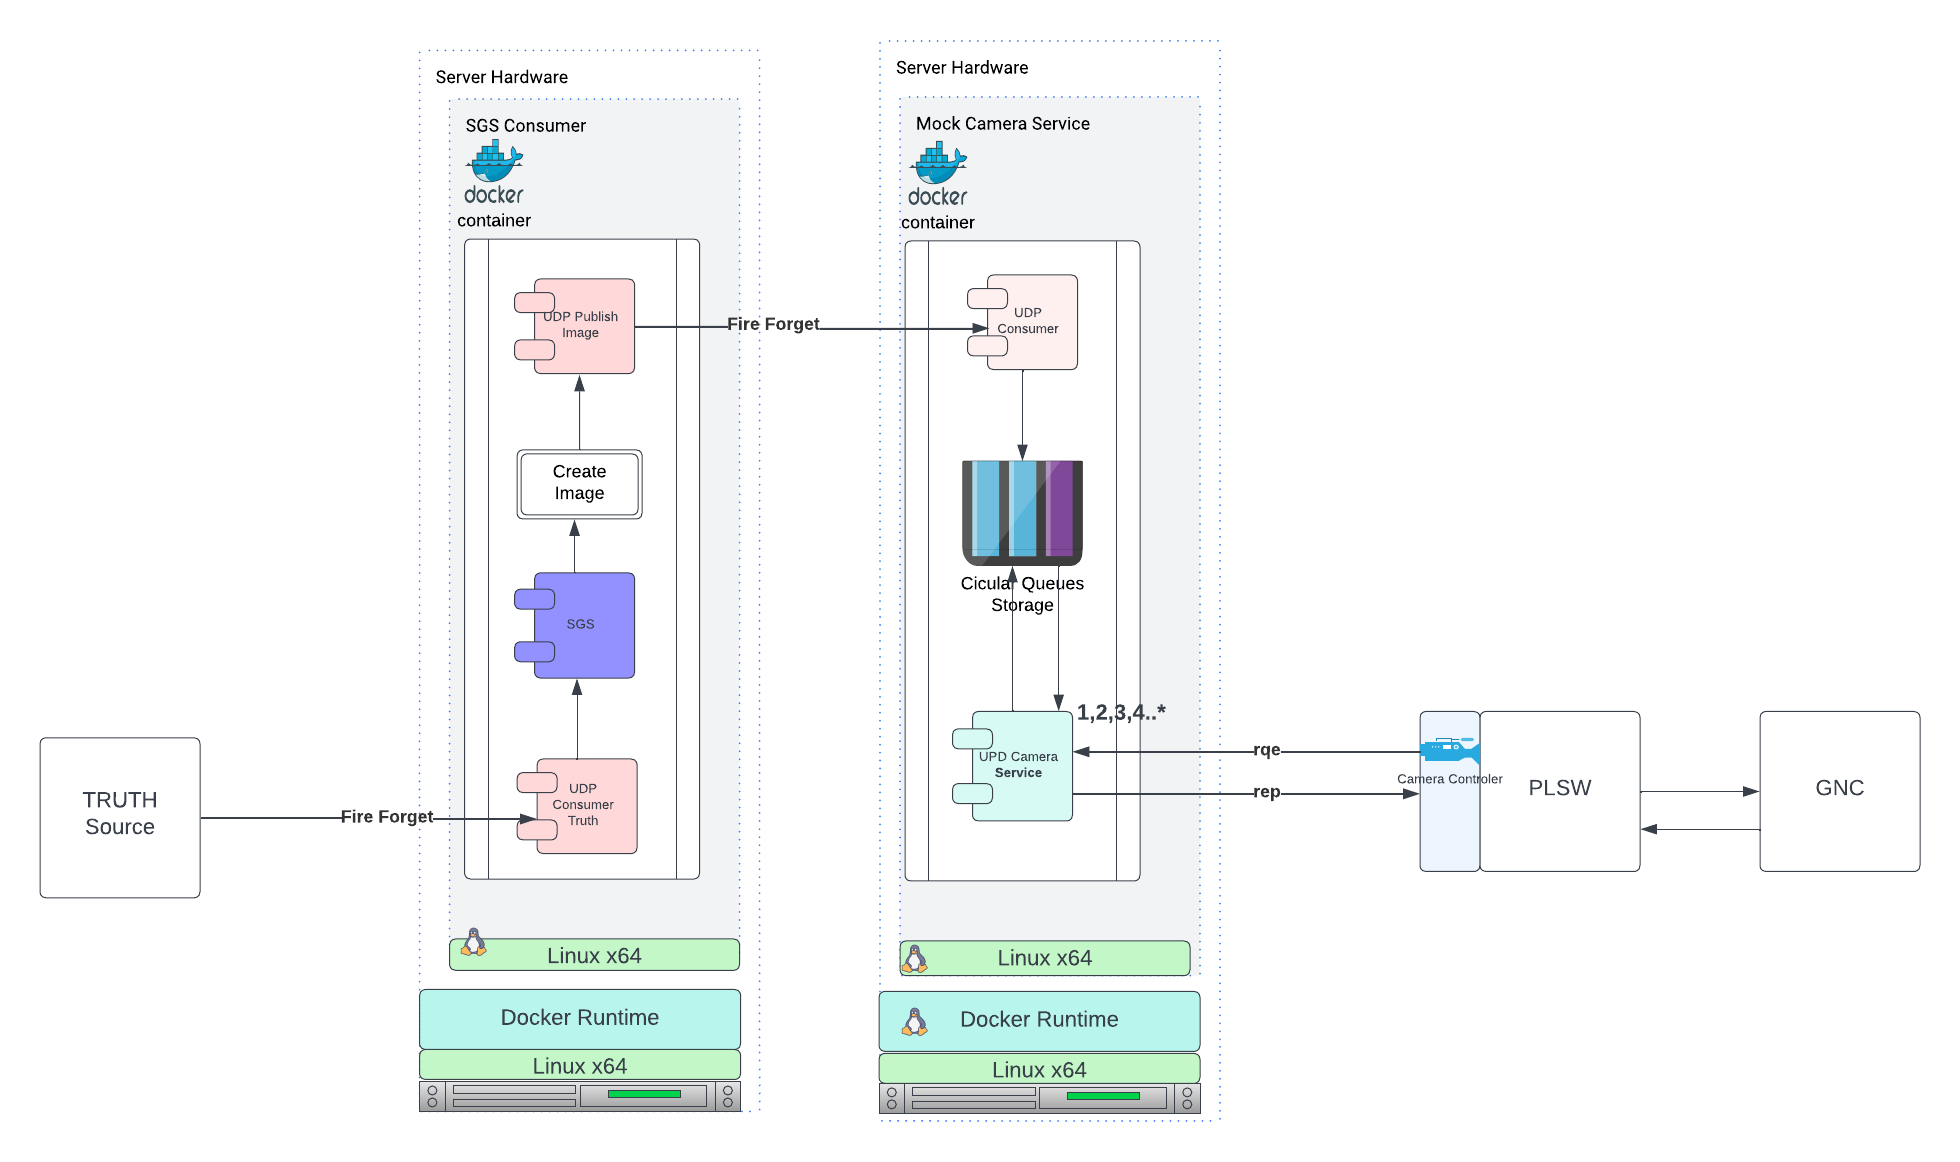 Server Hardware
SGS Consumer
docker
container
UDP Publish
Image
Create
Image
SGS
UDP
Consumer
Truth
Linux x64
Docker Runtime
Linux x64
TRUTH
Source
Fire Forget
Fire Forget
Server Hardware
Mock Camera Service
docker
container
UDP
Consumer
Cicular Queues
Storage
1,2,3,4..*
UPD Camera
Service
Linux x64
Docker Runtime
Linux x64
rqe
rep
Camera Controler
PLSW
GNC